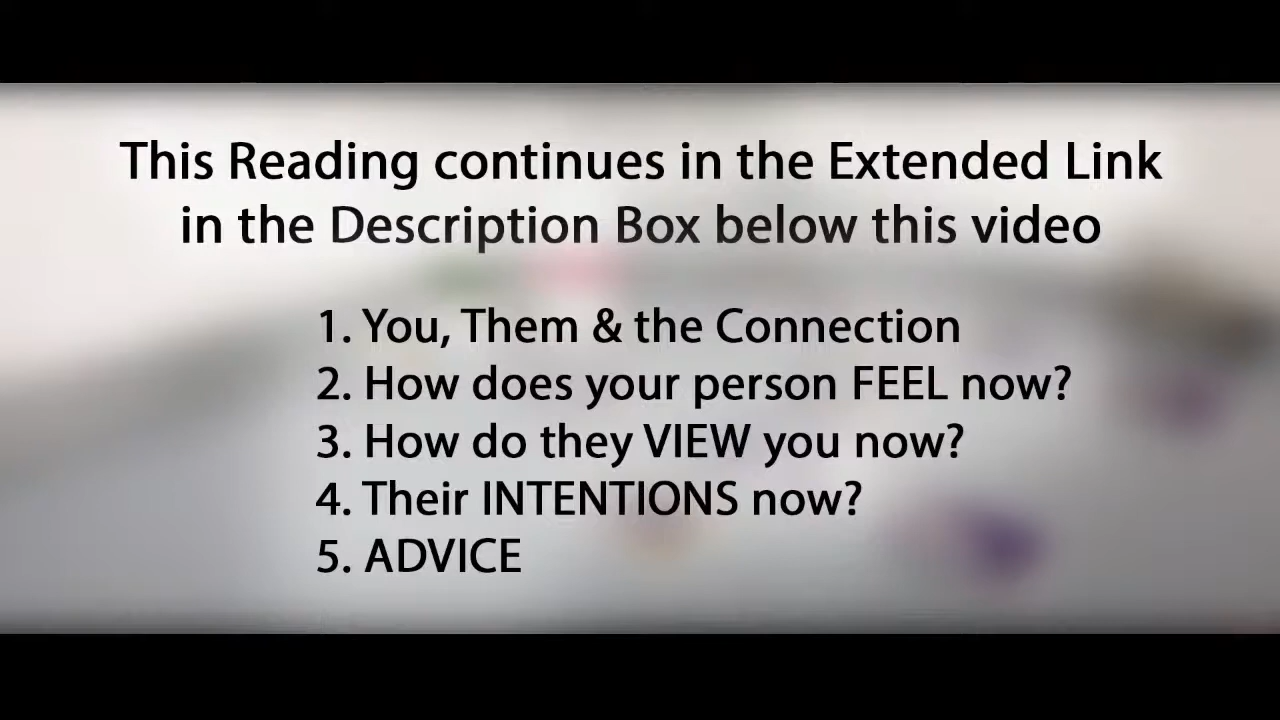 This Reading continues in the Extended Link
in the Description Box below this video
1. You, Them & the Connection
2. How does your person FEEL now?
3. How do they VIEW you now?
4. Their INTENTIONS now?
5. ADVICE